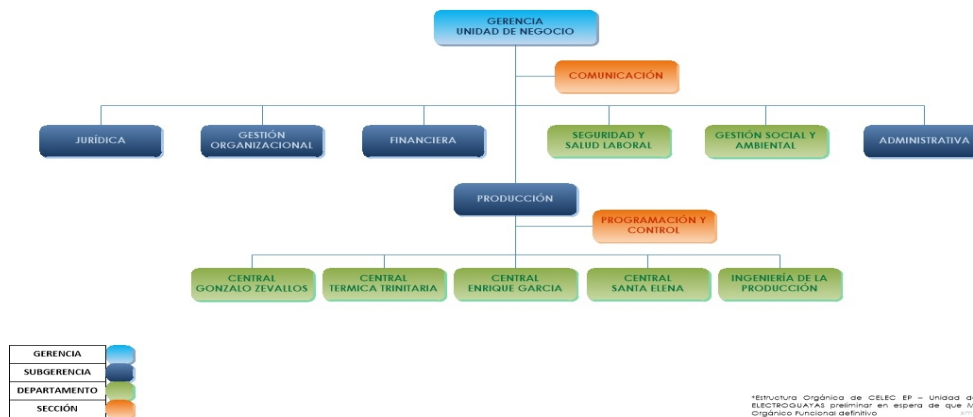 GERENCIA
UNIDAD DE NEGOCIO
COMUNICACIÓN
JURÍDICA
GESTIÓN
ORGANIZACIONAL
FINANCIERA
SEGURIDAD Y
SALUD LABORAL
GESTIÓN SOCIAL Y
AMBIENTAL
ADMINISTRATIVA
PRODUCCIÓN
PROGRAMACIÓN Y
CONTROL
CENTRAL
GONZALO ZEVALLOS
CENTRAL
TERMICA TRINITARIA
CENTRAL
ENRIQUE GARCIA
CENTRAL
SANTA ELENA
INGENIERÍA DE LA
PRODUCCIÓN
GERENCIA
SUBGERENCIA
DEPARTAMENTO
SECCIÓN
*Estructura Orgánica de CELEC EP – Unidad
ELECTROGUAYAS preliminar en espera de que
Orgánico Funcional definitivo